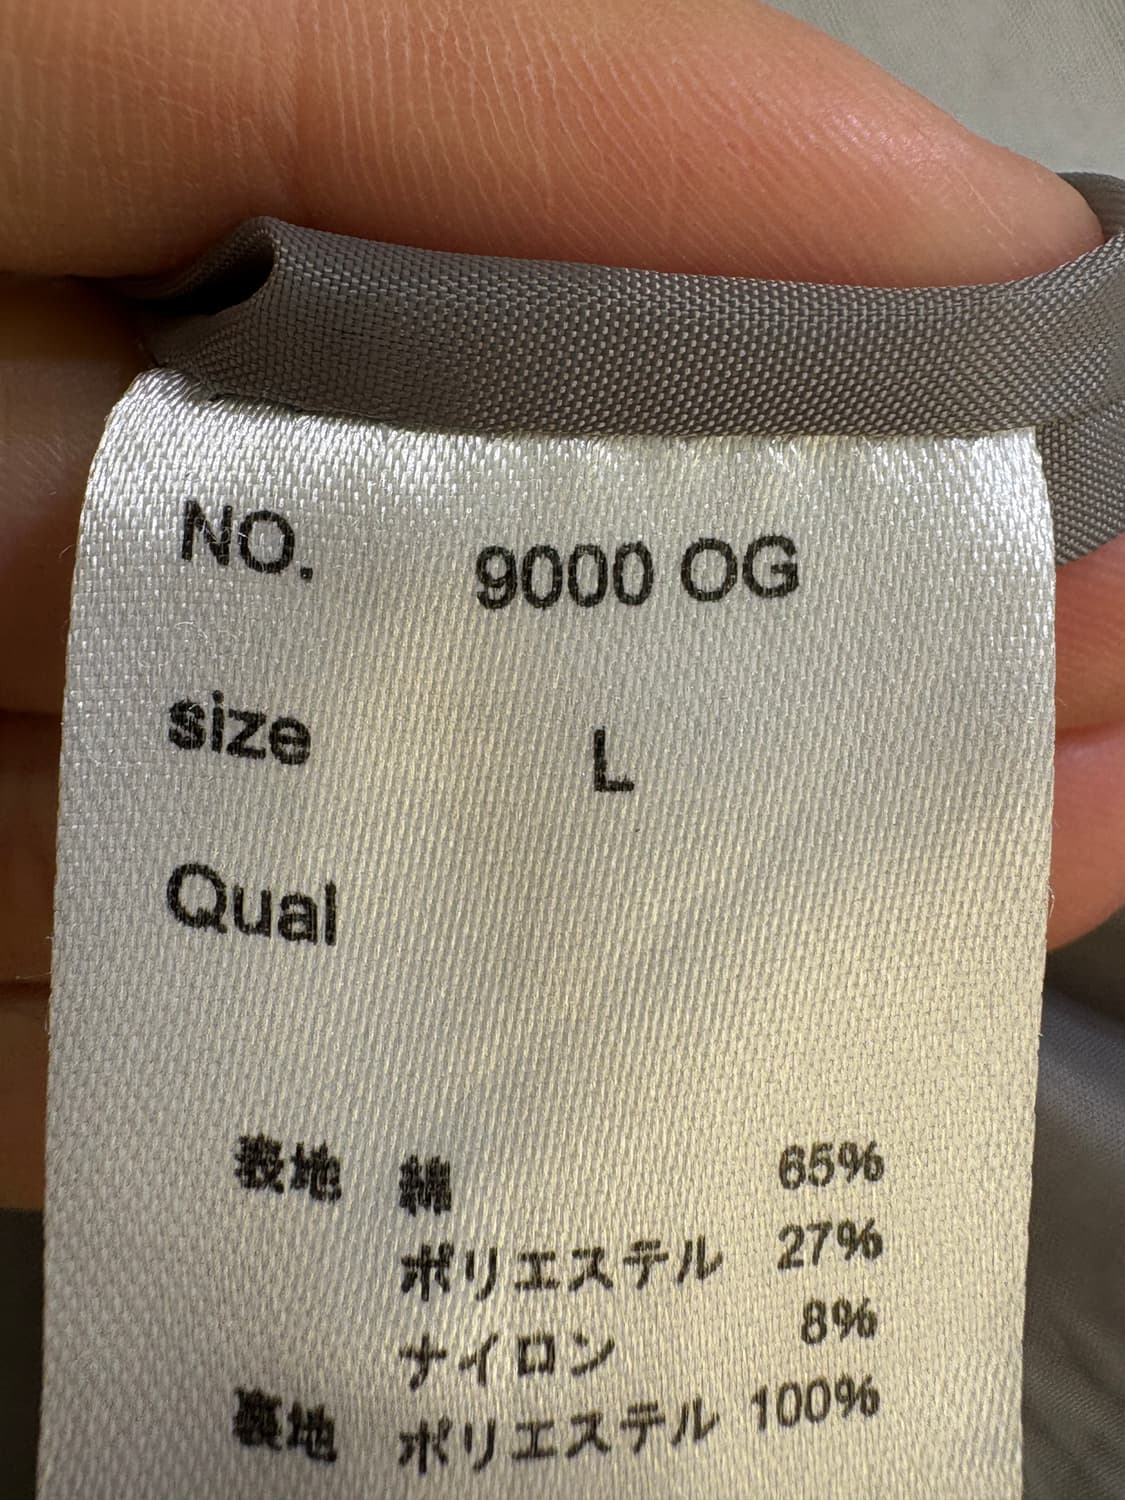 NO. 9000 OG
size L
Qual
表地 綿 65%
ポリエステル 27%
ナイロン 8%
裏地 ポリエステル 100%